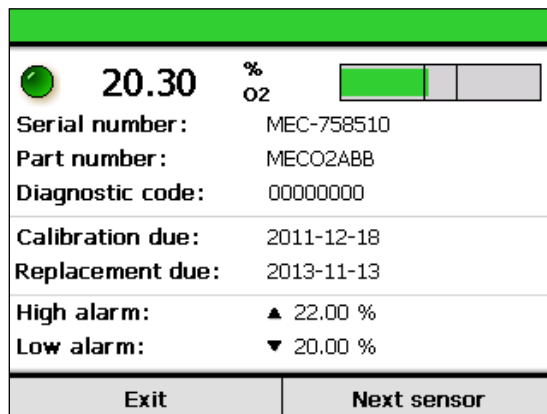 20.30 % O2
Serial number: MEC-758510
Part number: MECO2ABB
Diagnostic code: 00000000
Calibration due: 2011-12-18
Replacement due: 2013-11-13
High alarm: ▲ 22.00 %
Low alarm: ▼ 20.00 %
Exit Next sensor